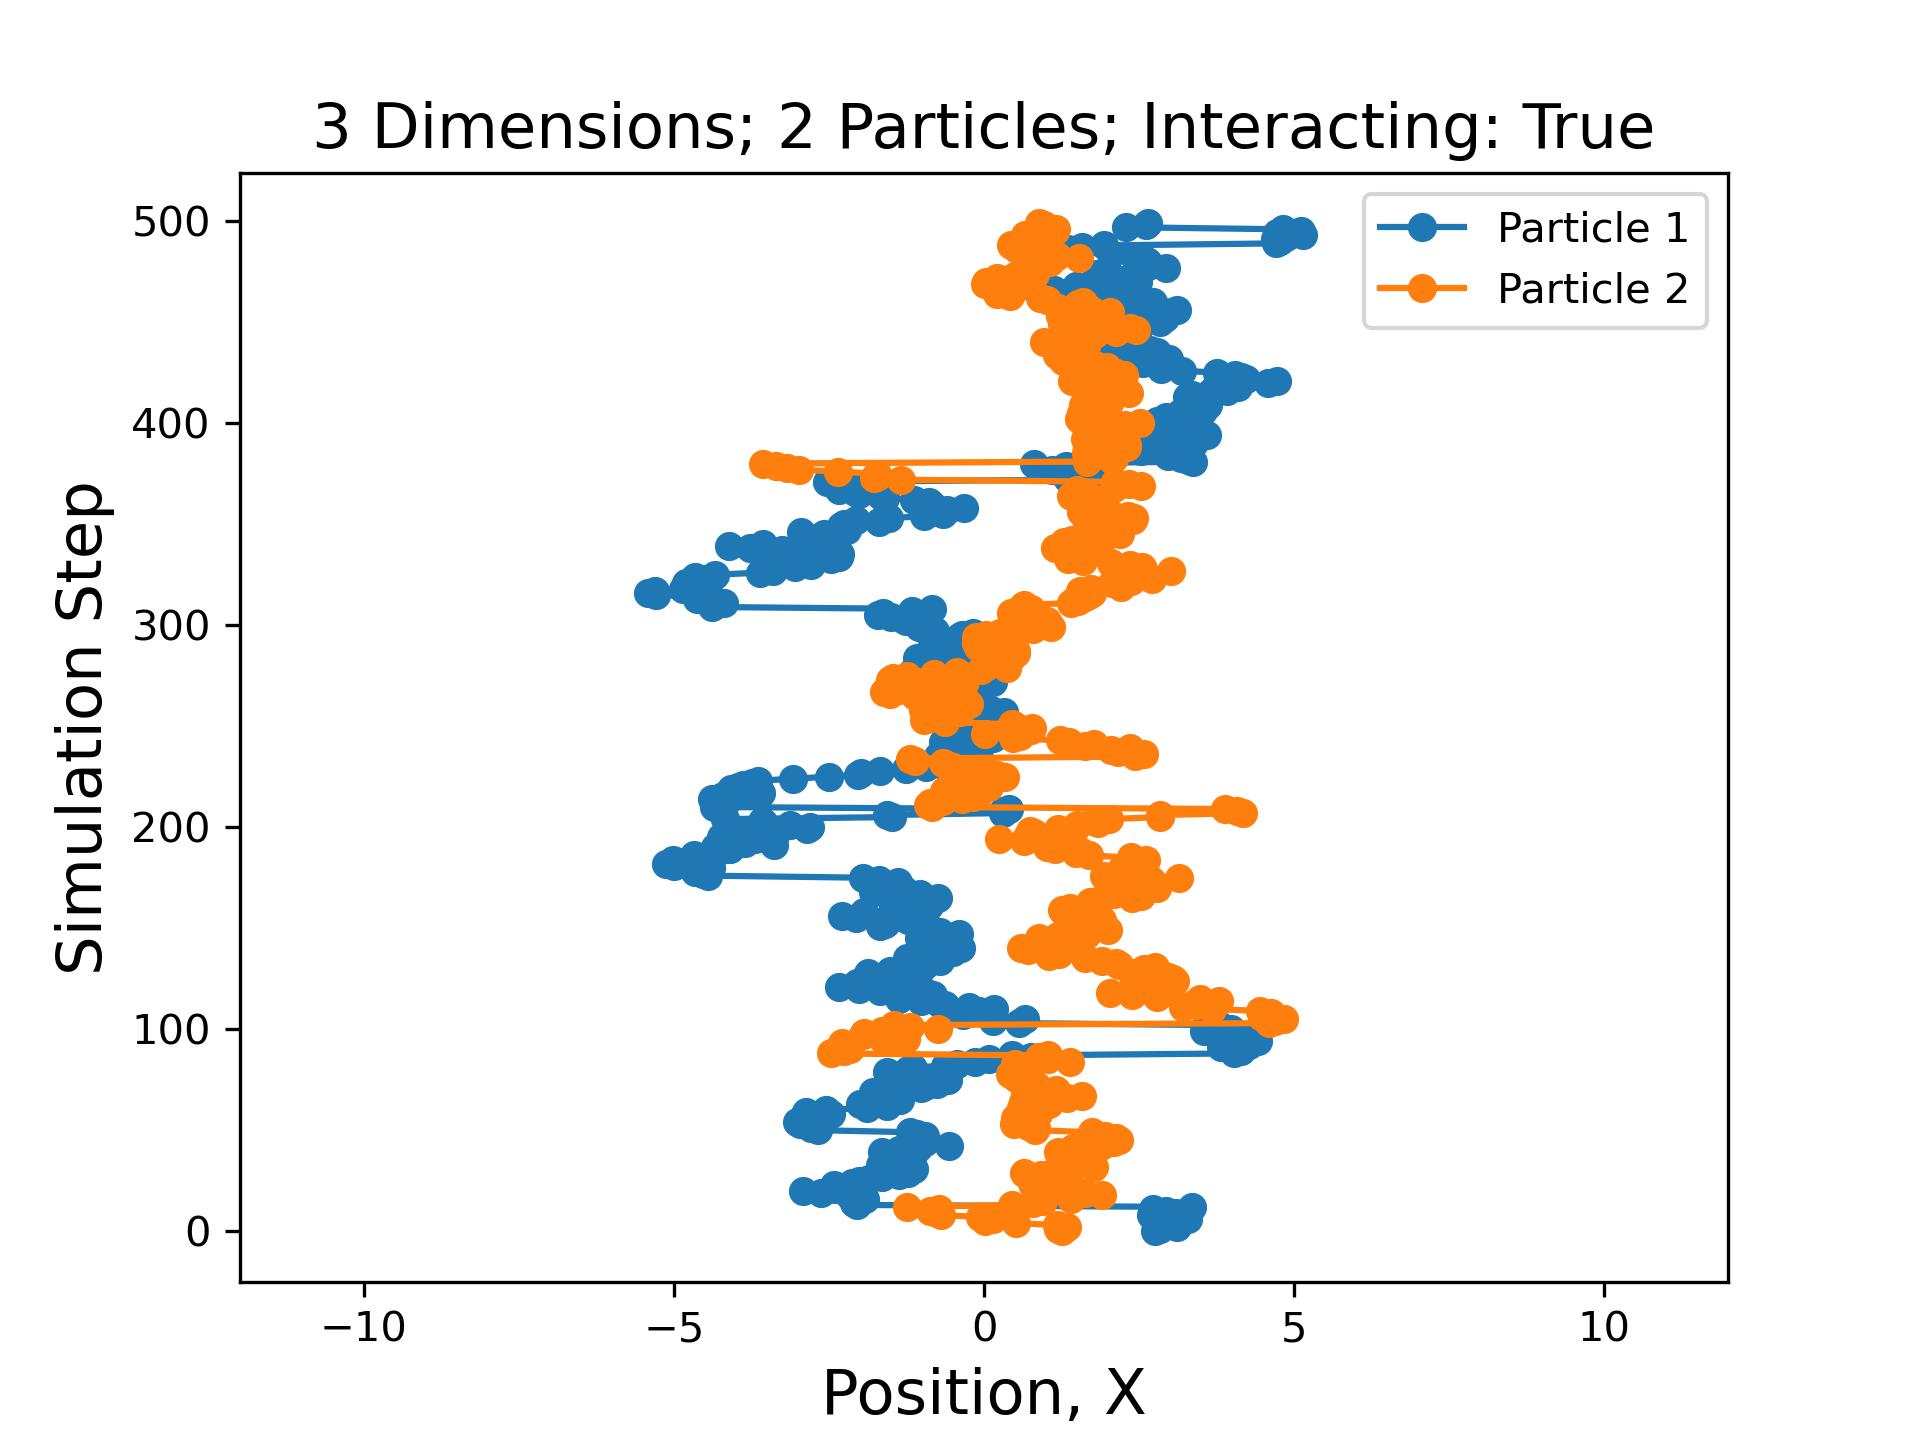 3 Dimensions; 2 Particles; Interacting: True
Particle 1
Particle 2
500
400
300
200
100
0
Simulation Step
−10
−5
0
5
10
Position, X